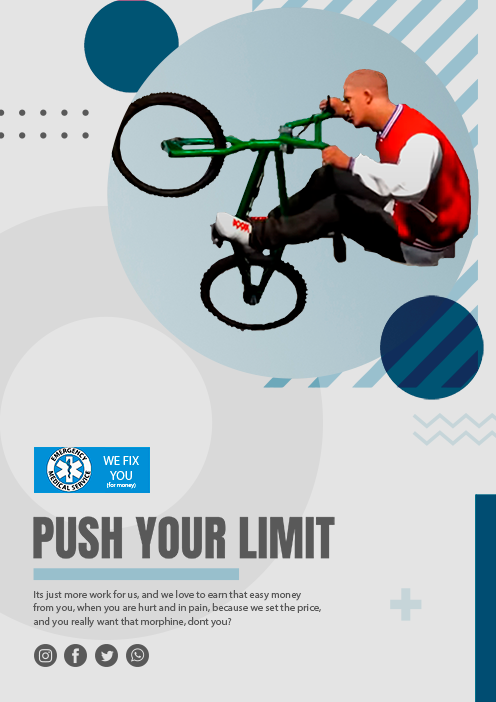 EMERGENCY
MEDICAL SERVICE
WE FIX
YOU
(for money)
PUSH YOUR LIMIT
Its just more work for us, and we love to earn that easy money
from you, when you are hurt and in pain, because we set the price,
and you really want that morphine, dont you?